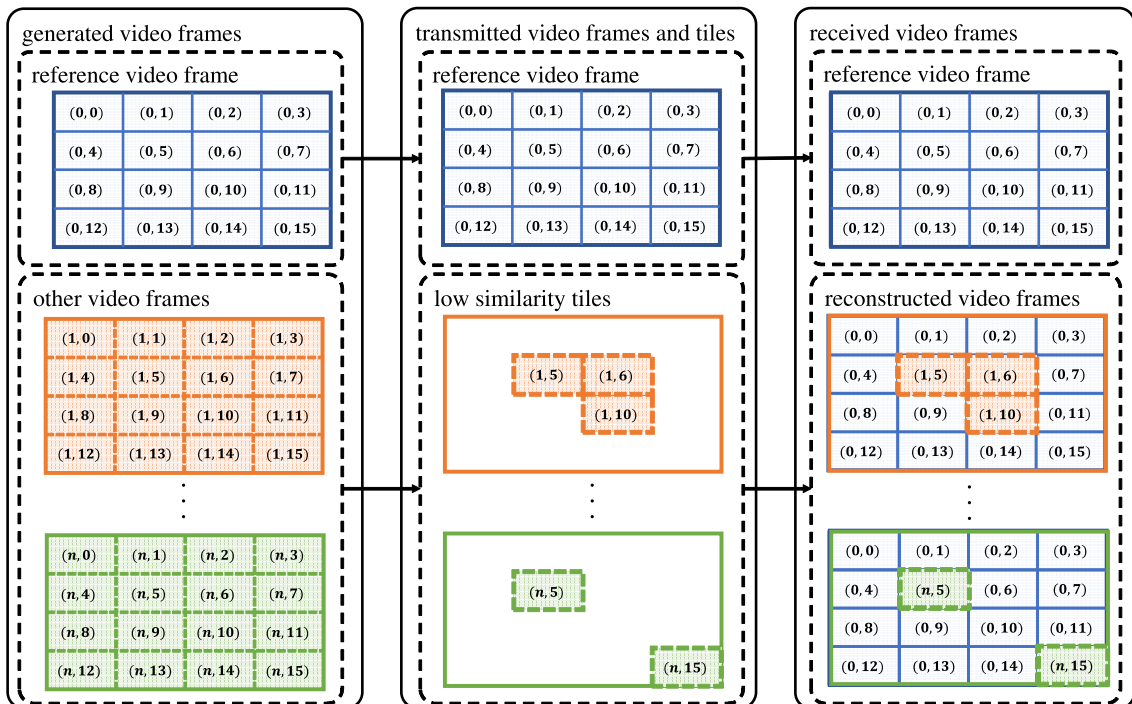 generated video frames
reference video frame
(0, 0) (0, 1) (0, 2) (0, 3)
(0, 4) (0, 5) (0, 6) (0, 7)
(0, 8) (0, 9) (0, 10) (0, 11)
(0, 12) (0, 13) (0, 14) (0, 15)
other video frames
(1, 0) (1, 1) (1, 2) (1, 3)
(1, 4) (1, 5) (1, 6) (1, 7)
(1, 8) (1, 9) (1, 10) (1, 11)
(1, 12) (1, 13) (1, 14) (1, 15)
(n, 0) (n, 1) (n, 2) (n, 3)
(n, 4) (n, 5) (n, 6) (n, 7)
(n, 8) (n, 9) (n, 10) (n, 11)
(n, 12) (n, 13) (n, 14) (n, 15)
transmitted video frames and tiles
reference video frame
(0, 0) (0, 1) (0, 2) (0, 3)
(0, 4) (0, 5) (0, 6) (0, 7)
(0, 8) (0, 9) (0, 10) (0, 11)
(0, 12) (0, 13) (0, 14) (0, 15)
low similarity tiles
(1, 5) (1, 6)
(1, 10)
(n, 5)
(n, 15)
received video frames
reference video frame
(0, 0) (0, 1) (0, 2) (0, 3)
(0, 4) (0, 5) (0, 6) (0, 7)
(0, 8) (0, 9) (0, 10) (0, 11)
(0, 12) (0, 13) (0, 14) (0, 15)
reconstructed video frames
(0, 0) (0, 1) (0, 2) (0, 3)
(0, 4) (1, 5) (1, 6) (0, 7)
(0, 8) (0, 9) (1, 10) (0, 11)
(0, 12) (0, 13) (0, 14) (0, 15)
(0, 0) (0, 1) (0, 2) (0, 3)
(0, 4) (n, 5) (0, 6) (0, 7)
(0, 8) (0, 9) (0, 10) (0, 11)
(0, 12) (0, 13) (0, 14) (n, 15)